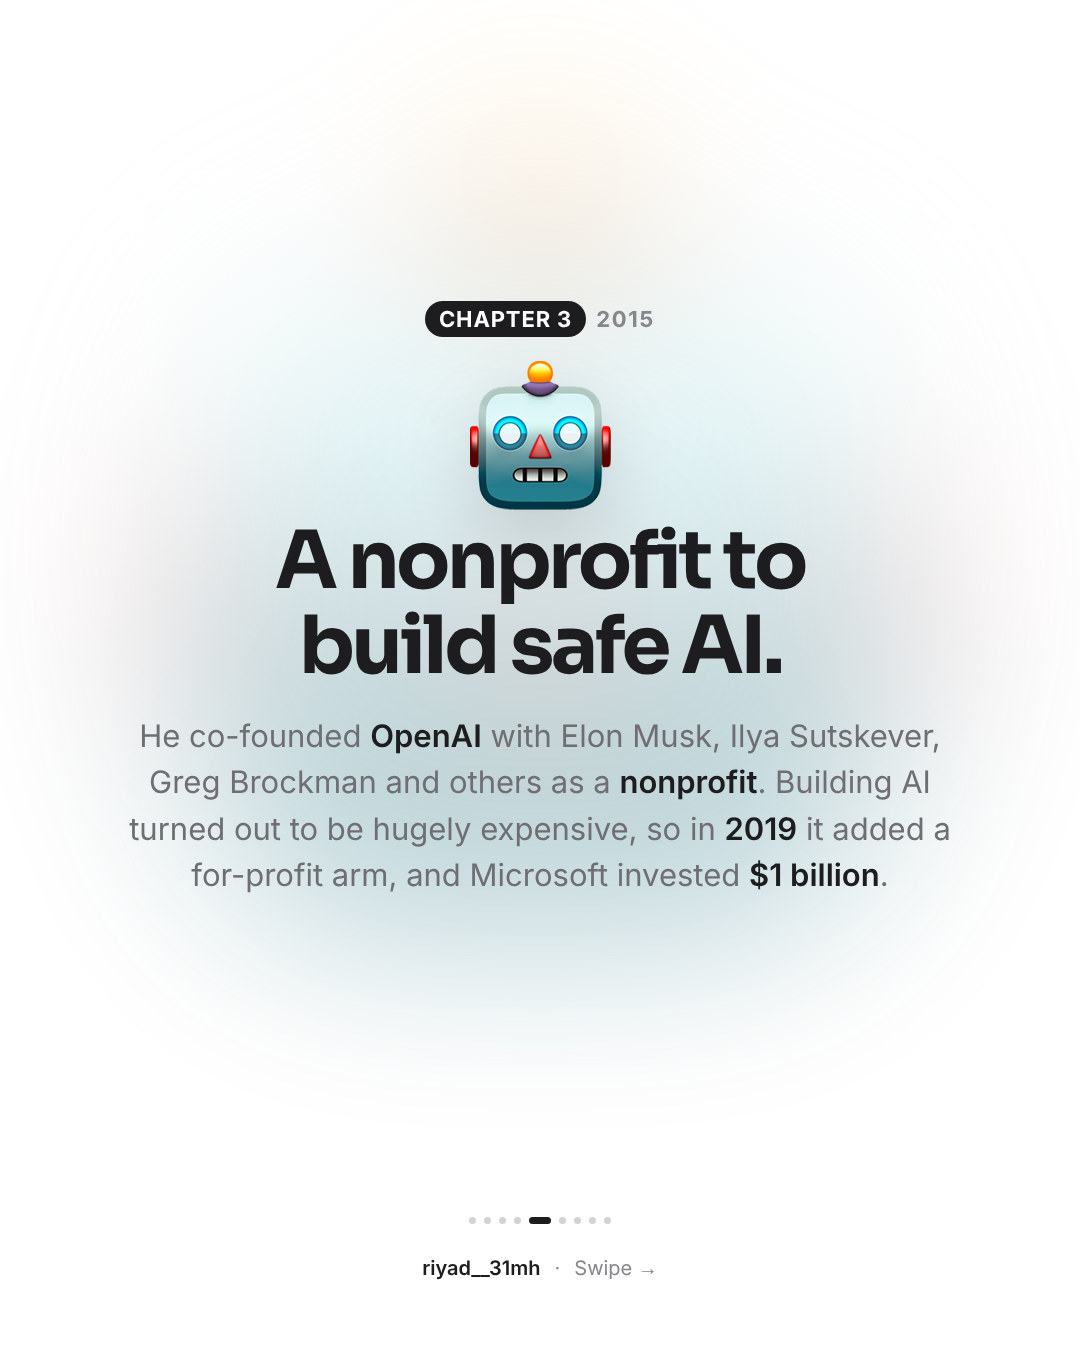 CHAPTER 3 2015
A nonprofit to
build safe AI.
He co-founded OpenAI with Elon Musk, Ilya Sutskever,
Greg Brockman and others as a nonprofit. Building AI
turned out to be hugely expensive, so in 2019 it added a
for-profit arm, and Microsoft invested $1 billion.
riyad__31mh · Swipe →